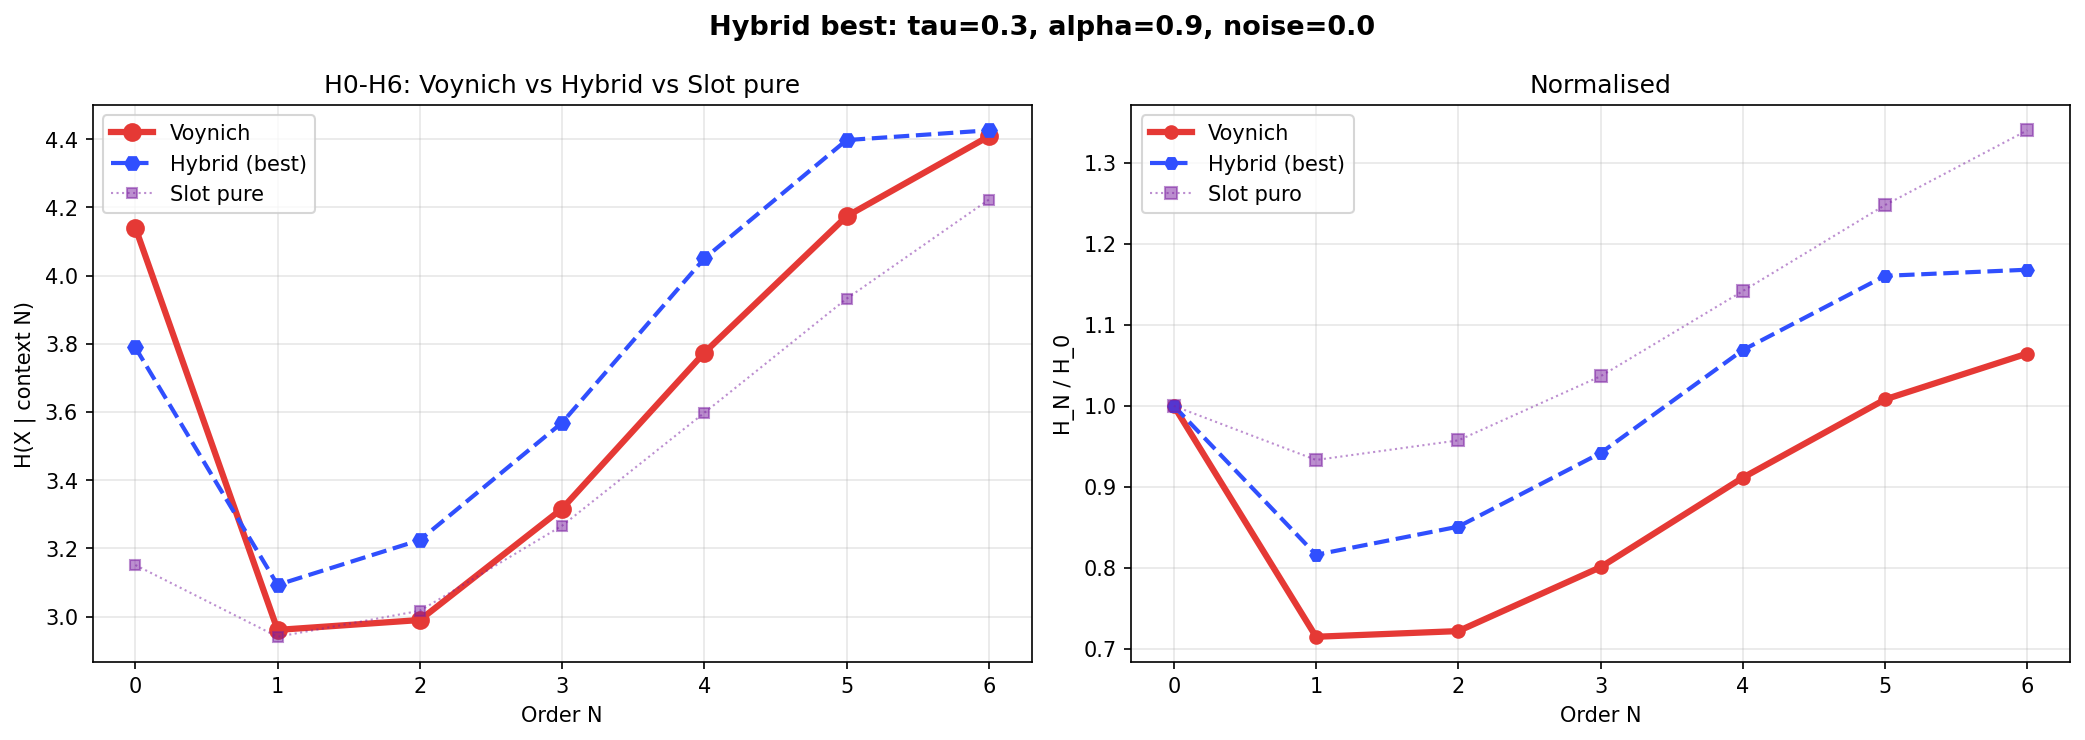 Hybrid best: tau=0.3, alpha=0.9, noise=0.0
H0-H6: Voynich vs Hybrid vs Slot pure
H(X | context N)
4.4
4.2
4.0
3.8
3.6
3.4
3.2
3.0
Voynich
Hybrid (best)
Slot pure
0 1 2 3 4 5 6
Order N
Normalised
H_N / H_0
1.3
1.2
1.1
1.0
0.9
0.8
0.7
Voynich
Hybrid (best)
Slot puro
0 1 2 3 4 5 6
Order N